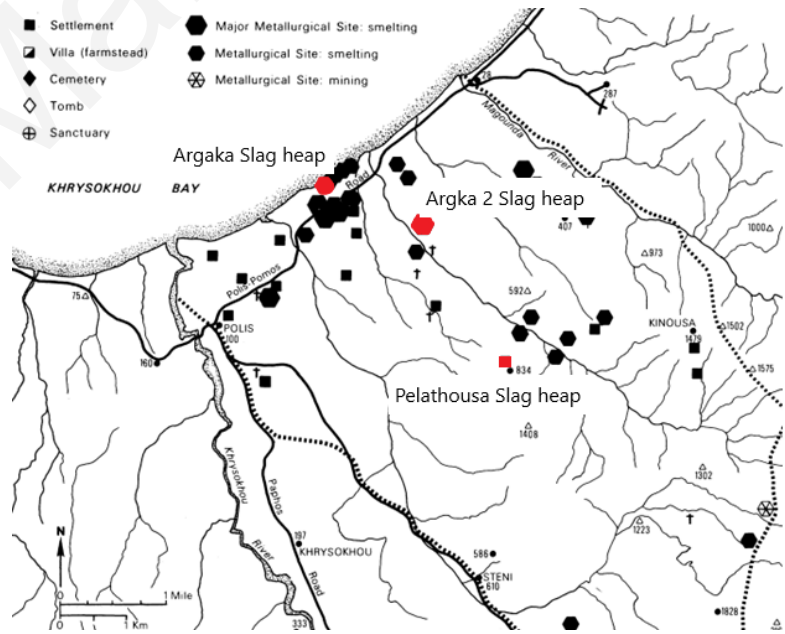 Settlement
Villa (farmstead)
Cemetery
Tomb
Sanctuary
Major Metallurgical Site: smelting
Metallurgical Site: smelting
Metallurgical Site: mining
Argaka Slag heap
KHRYSOKHOU BAY
Road
Polis-Pomos
28
287
Magounda
River
Argka 2 Slag heap
407
1000
973
592
KINOUSA
1479
1502
1575
75
POLIS
100
160
834
Pelathousa Slag heap
1408
1302
1223
Khrysokhou
River
Paphos
Road
197
KHRYSOKHOU
586
STENI
610
1828
333
N
0 1 Mile
0 1 Km